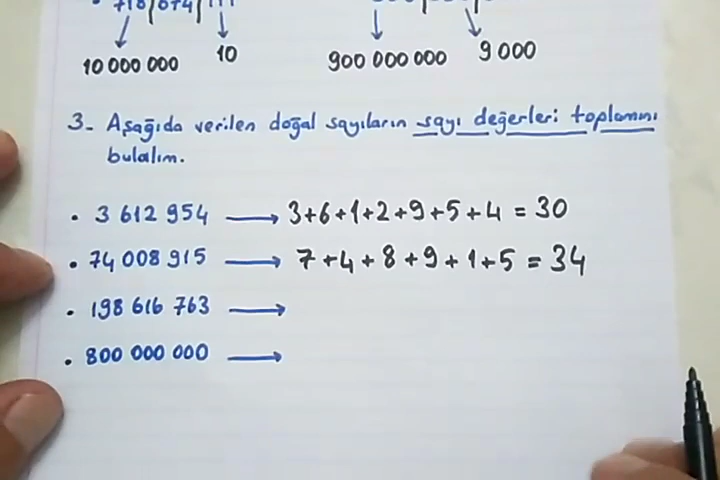 10 000 000 10 900 000 000 9 000
3- Aşağıda verilen doğal sayıların sayı değerleri toplamını
bulalım.
• 3 612 954 → 3+6+1+2+9+5+4 = 30
• 74 008 915 → 7+4+8+9+1+5 = 34
• 198 616 763 →
• 800 000 000 →